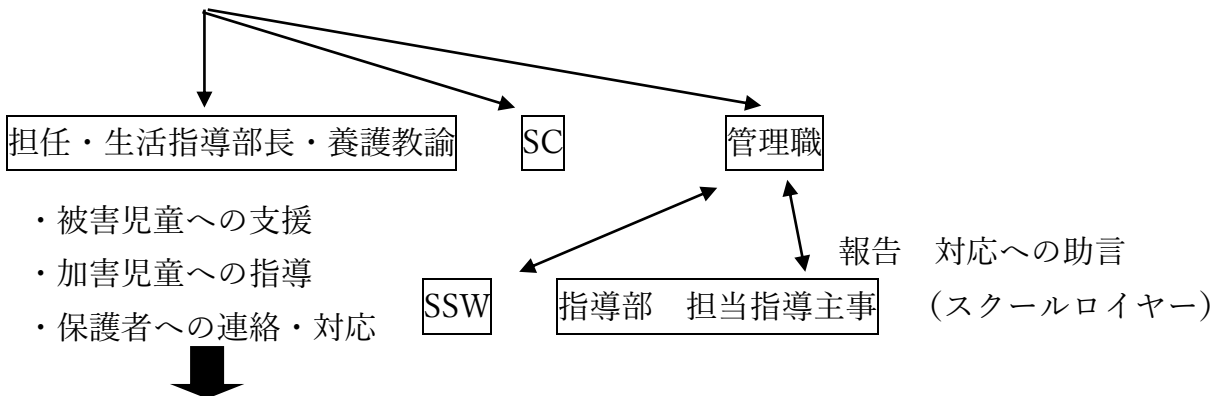 担任・生活指導部長・養護教諭
SC
管理職
・被害児童への支援
・加害児童への指導
・保護者への連絡・対応
SSW
指導部　担当指導主事
報告　対応への助言
（スクールロイヤー）